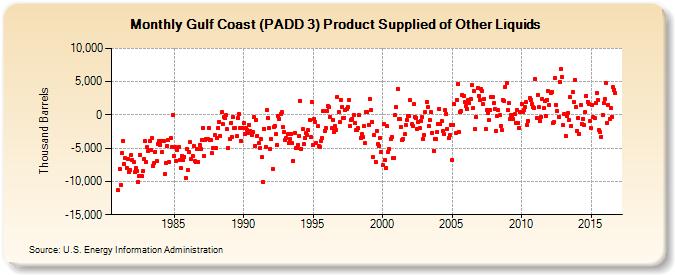 Monthly Gulf Coast (PADD 3) Product Supplied of Other Liquids
Thousand Barrels
10,000
5,000
0
-5,000
-10,000
-15,000
1985 1990 1995 2000 2005 2010 2015
Source: U.S. Energy Information Administration